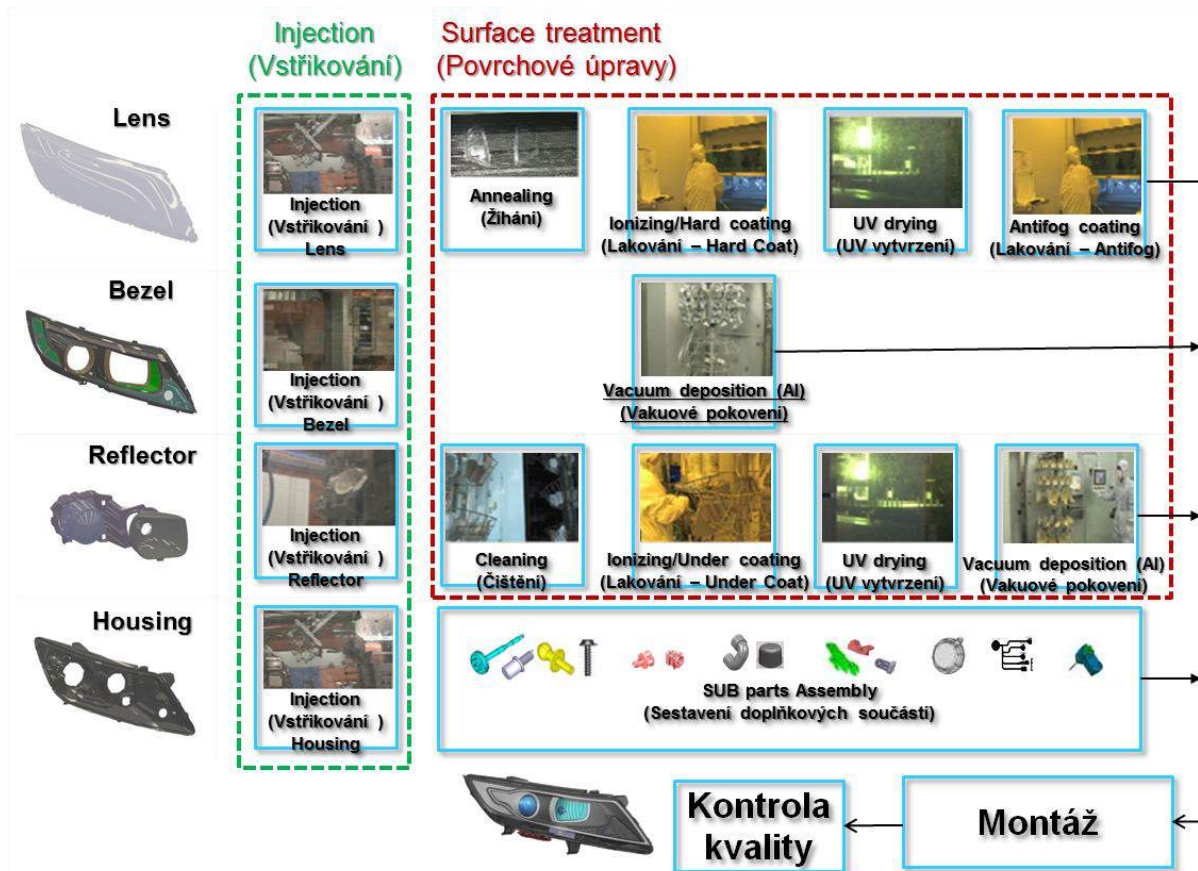 Injection
(Vstřikování)
Surface treatment
(Povrchové úpravy)
Lens
Injection
(Vstřikování )
Lens
Annealing
(Žíhání)
Ionizing/Hard coating
(Lakování – Hard Coat)
UV drying
(UV vytvrzení)
Antifog coating
(Lakování – Antifog)
Bezel
Injection
(Vstřikování )
Bezel
Vacuum deposition (Al)
(Vakuové pokovení)
Reflector
Injection
(Vstřikování )
Reflector
Cleaning
(Čištění)
Ionizing/Under coating
(Lakování – Under Coat)
UV drying
(UV vytvrzení)
Vacuum deposition (Al)
(Vakuové pokovení)
Housing
Injection
(Vstřikování )
Housing
SUB parts Assembly
(Sestavení doplňkových součástí)
Kontrola
kvality
Montáž